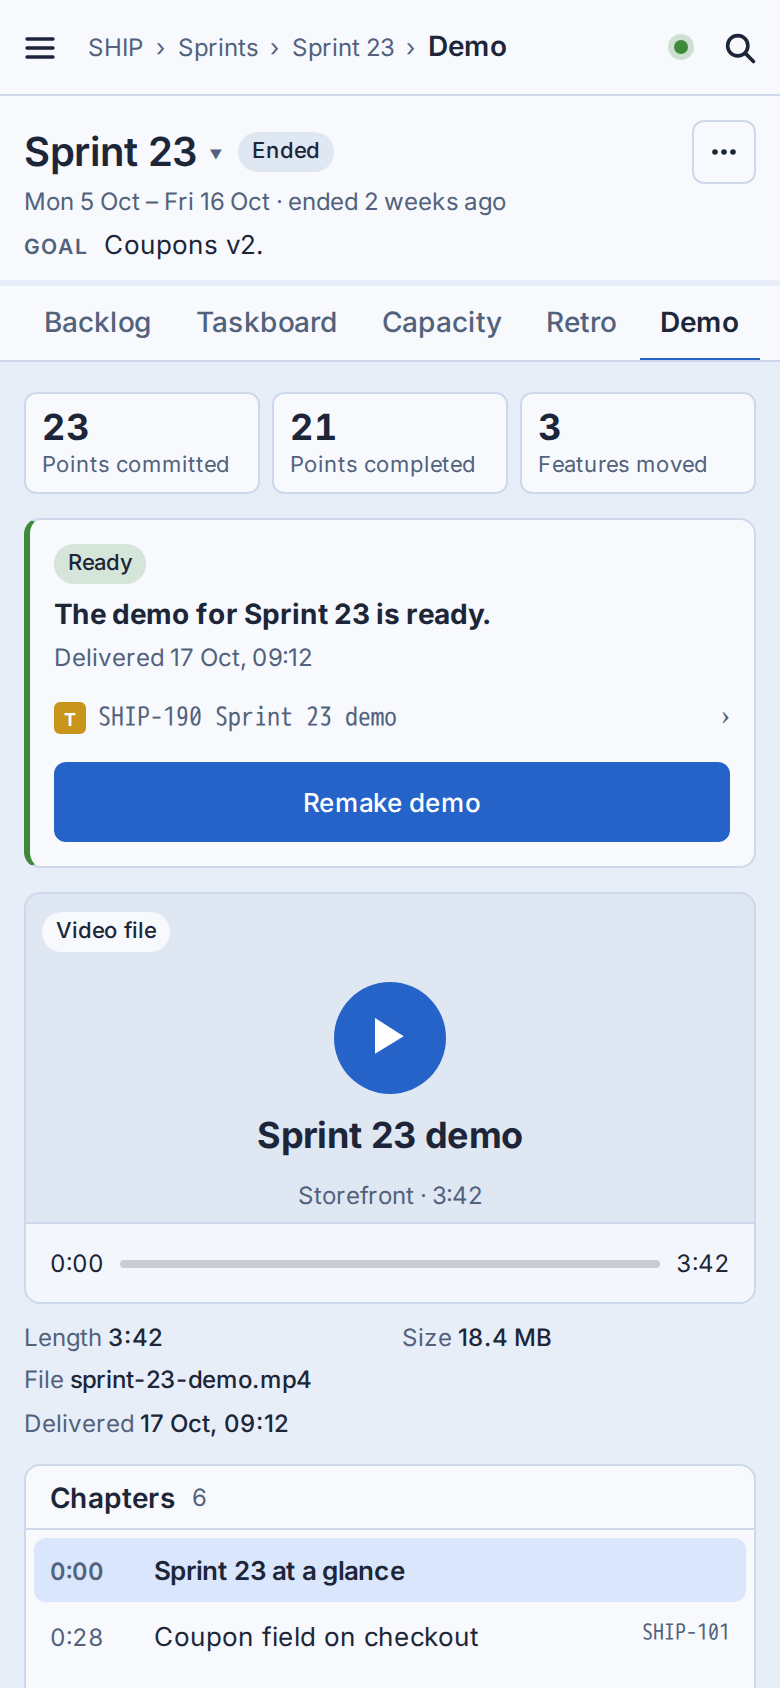 SHIP › Sprints › Sprint 23 › Demo
Sprint 23 ▾ Ended
Mon 5 Oct – Fri 16 Oct · ended 2 weeks ago
GOAL Coupons v2.
Backlog Taskboard Capacity Retro Demo
23 21 3
Points committed Points completed Features moved
Ready
The demo for Sprint 23 is ready.
Delivered 17 Oct, 09:12
T SHIP-190 Sprint 23 demo ›
Remake demo
Video file
Sprint 23 demo
Storefront · 3:42
0:00 3:42
Length 3:42 Size 18.4 MB
File sprint-23-demo.mp4
Delivered 17 Oct, 09:12
Chapters 6
0:00 Sprint 23 at a glance
0:28 Coupon field on checkout SHIP-101